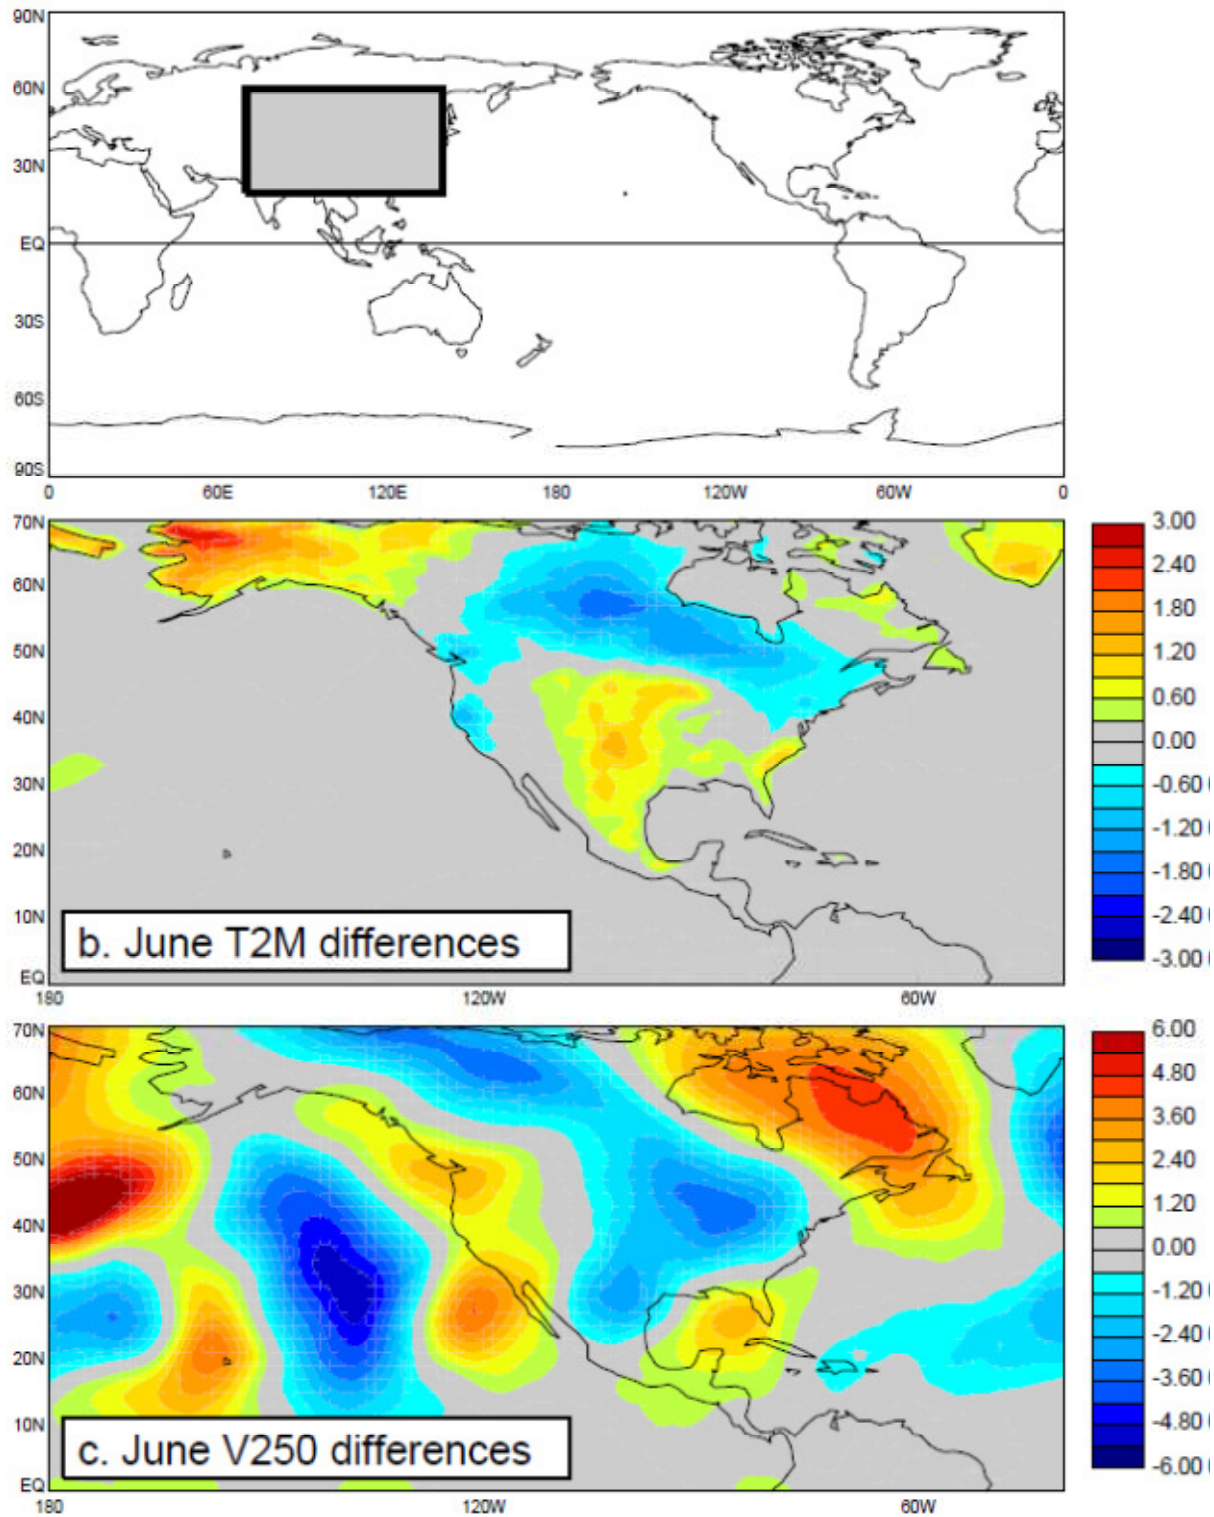 90N
60N
30N
EQ
30S
60S
90S
0 60E 120E 180 120W 60W 0
70N
60N
50N
40N
30N
20N
10N
EQ
b. June T2M differences
180 120W 60W
3.00
2.40
1.80
1.20
0.60
0.00
-0.60
-1.20
-1.80
-2.40
-3.00
70N
60N
50N
40N
30N
20N
10N
EQ
c. June V250 differences
180 120W 60W
6.00
4.80
3.60
2.40
1.20
0.00
-1.20
-2.40
-3.60
-4.80
-6.00